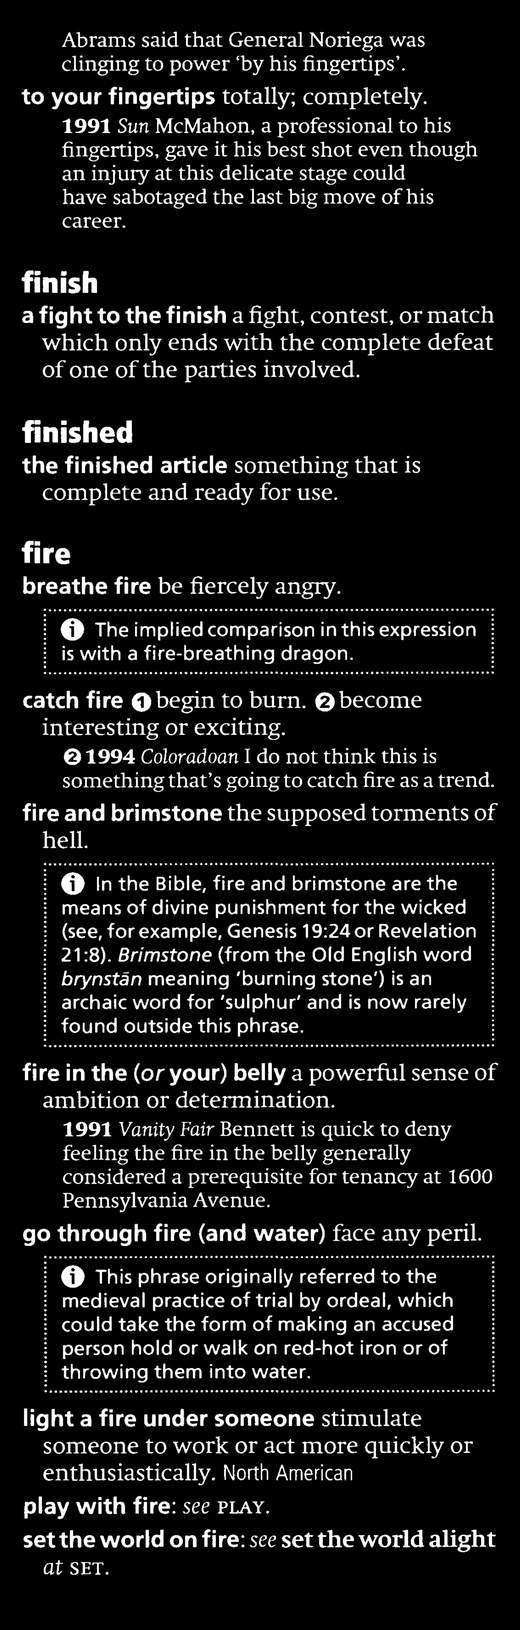 Abrams said that General Noriega was
clinging to power ‘by his fingertips’.
to your fingertips totally; completely.
1991 Sun McMahon, a professional to his
fingertips, gave it his best shot even though
an injury at this delicate stage could
have sabotaged the last big move of his
career.
finish
a fight to the finish a fight, contest, or match
which only ends with the complete defeat
of one of the parties involved.
finished
the finished article something that is
complete and ready for use.
fire
breathe fire be fiercely angry.
ⓘ The implied comparison in this expression
is with a fire-breathing dragon.
catch fire ❶ begin to burn. ❷ become
interesting or exciting.
❷ 1994 Coloradoan I do not think this is
something that’s going to catch fire as a trend.
fire and brimstone the supposed torments of
hell.
ⓘ In the Bible, fire and brimstone are the
means of divine punishment for the wicked
(see, for example, Genesis 19:24 or Revelation
21:8). Brimstone (from the Old English word
brynstān meaning ‘burning stone’) is an
archaic word for ‘sulphur’ and is now rarely
found outside this phrase.
fire in the (or your) belly a powerful sense of
ambition or determination.
1991 Vanity Fair Bennett is quick to deny
feeling the fire in the belly generally
considered a prerequisite for tenancy at 1600
Pennsylvania Avenue.
go through fire (and water) face any peril.
ⓘ This phrase originally referred to the
medieval practice of trial by ordeal, which
could take the form of making an accused
person hold or walk on red-hot iron or of
throwing them into water.
light a fire under someone stimulate
someone to work or act more quickly or
enthusiastically. North American
play with fire: see PLAY.
set the world on fire: see set the world alight
at SET.